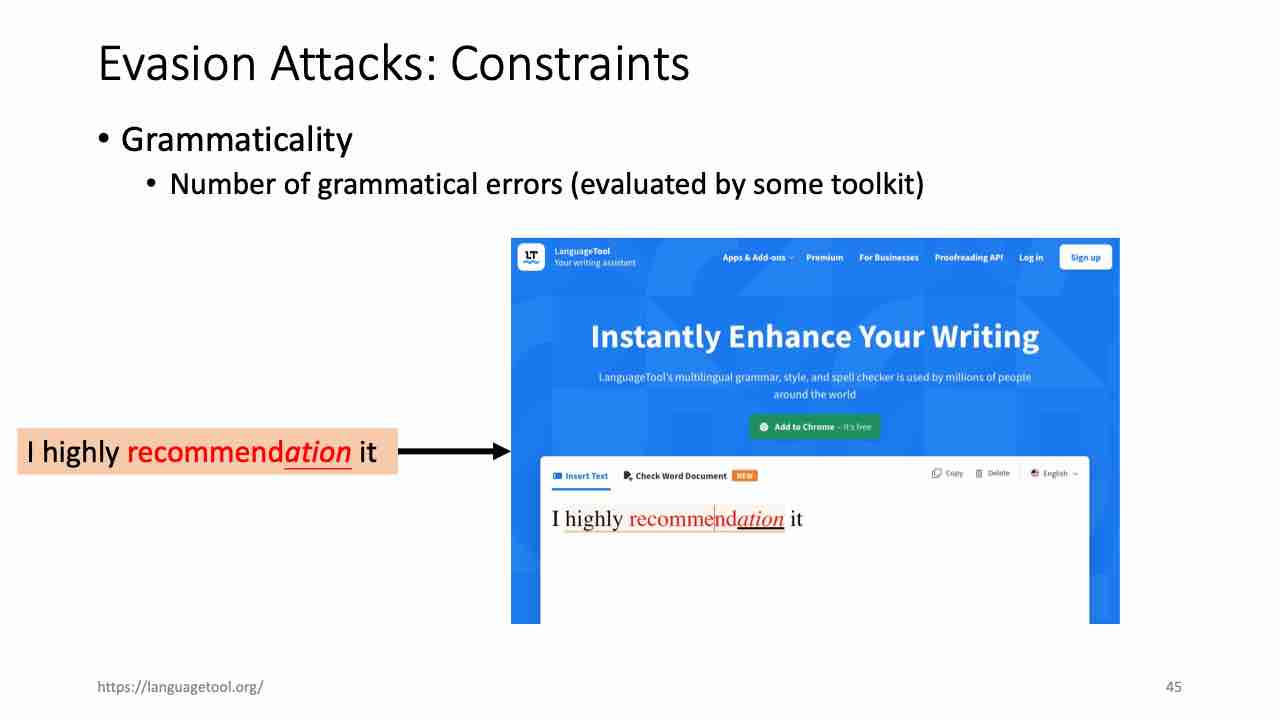 Evasion Attacks: Constraints
• Grammaticality
• Number of grammatical errors (evaluated by some toolkit)
LT LanguageTool
Your writing assistant
Apps & Add-ons Premium For Businesses Proofreading API Log in Sign up
Instantly Enhance Your Writing
LanguageTool's multilingual grammar, style, and spell checker is used by millions of people
around the world
Add to Chrome – It's free
I highly recommendation it
Insert Text Check Word Document NEW Copy Delete English
I highly recommendation it
https://languagetool.org/
45